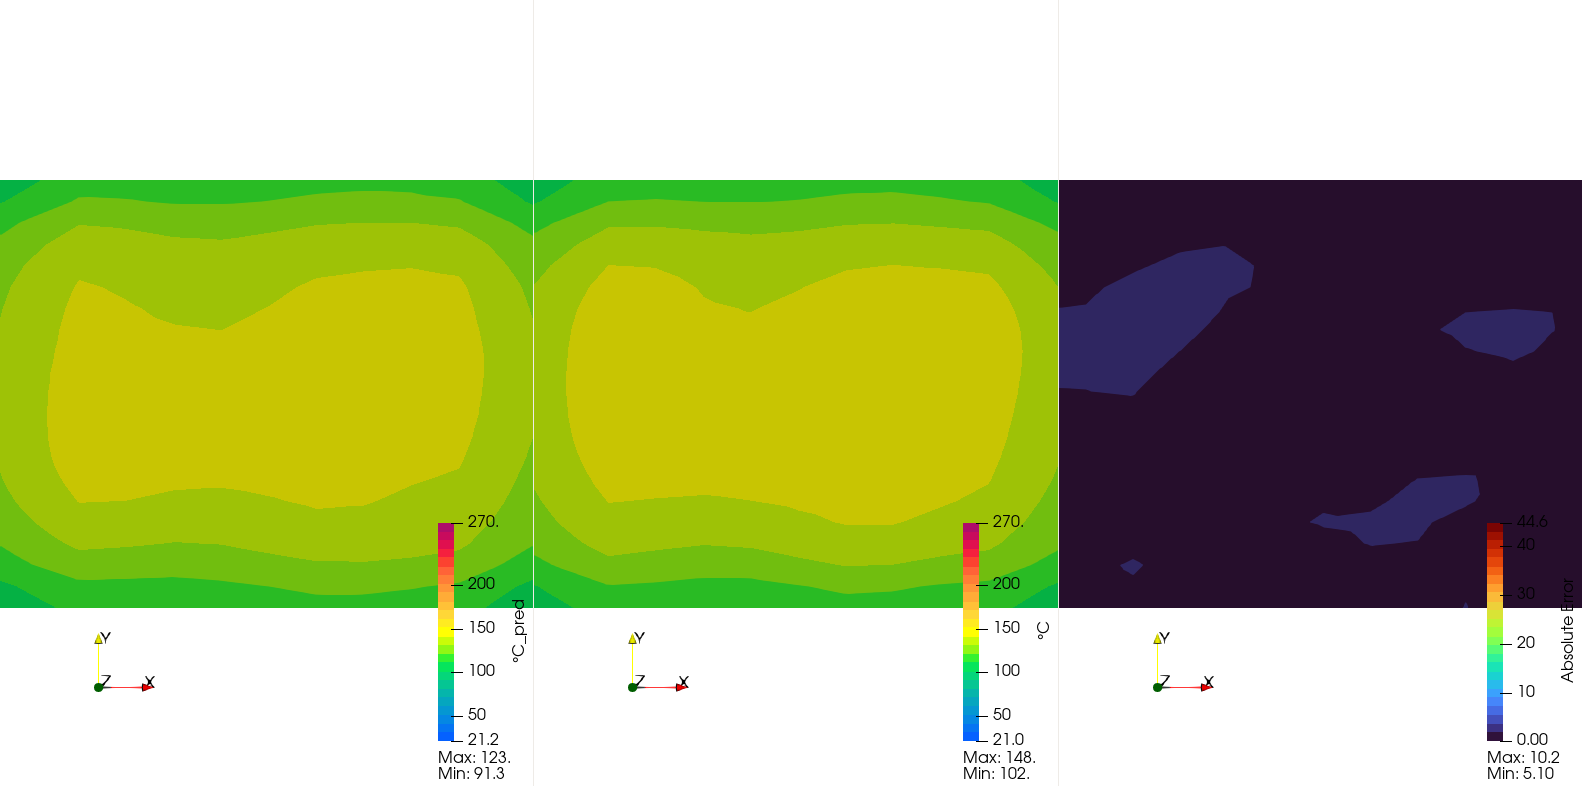 270.
200
150
100
50
21.2
°C_pred
Max: 123.
Min: 91.3
Y
Z
X
270.
200
150
100
50
21.0
°C
Max: 148.
Min: 102.
Y
Z
X
44.6
40
30
20
10
0.00
Absolute Error
Max: 10.2
Min: 5.10
Y
Z
X